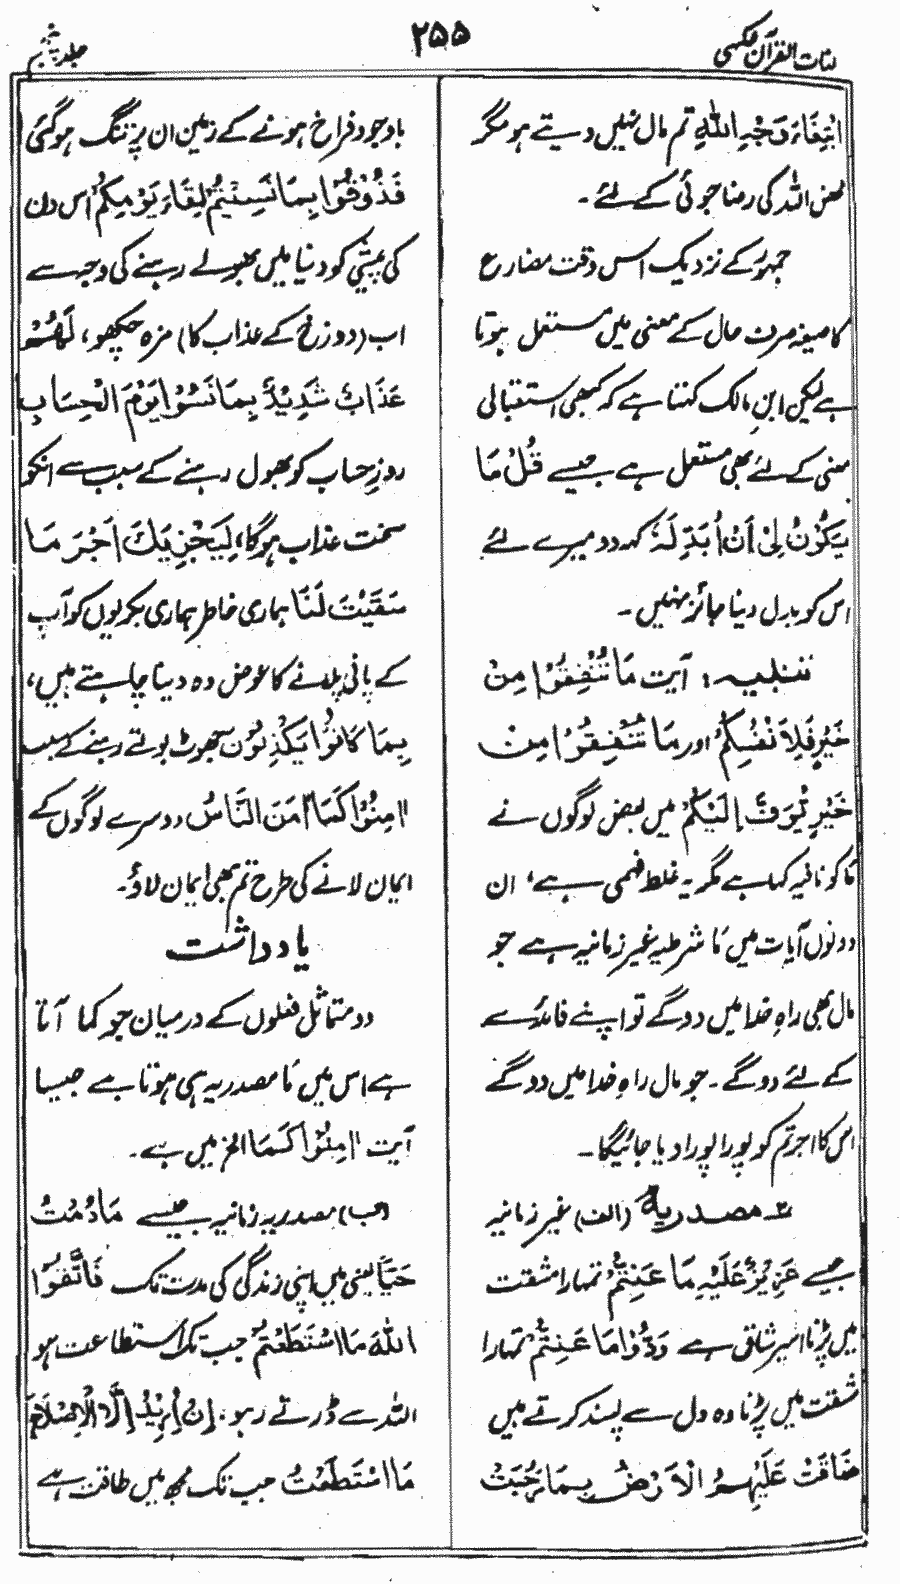 لغات القرآن مکمل
۲۵۵
جلد پنجم
ابْتِغَاءَ وَجْهِ اللّٰهِ تم مال نہیں دیتے ہو مگر
محض اللہ کی رضا جوئی کے لئے۔
جمہور کے نزدیک اس وقت مضارع
کا صیغہ صرف حال کے معنی میں مستعمل ہوتا
ہے لیکن ابن مالک کہتا ہے کہ کبھی استقبالی
معنی کے لئے بھی مستعمل ہے جیسے قُلْ مَا
يَكُوْنُ لِيْ اَنْ اُبَدِّلَهٗ کہہ دو میرے لئے
اس کو بدل دینا جائز نہیں۔
تنبیہ: آیت مَا تُنْفِقُوْا مِنْ
خَيْرٍ فَلِاَنْفُسِكُمْ اور مَا تُنْفِقُوْا مِنْ
خَيْرٍ يُّوَفَّ اِلَيْكُمْ میں بعض لوگوں نے
مَا کو نافیہ کہا ہے مگر یہ غلط فہمی ہے، ان
دونوں آیات میں مَا شرطیہ غیر زمانیہ ہے جو
مال بھی راہِ خدا میں دو گے تو اپنے فائدے
کے لئے دو گے۔ جو مال راہِ خدا میں دو گے
اس کا اجر تم کو پورا پورا دیا جائیگا۔
۳۔ مصدریہ (الف) غیر زمانیہ
جیسے عَزِيْزٌ عَلَيْهِ مَا عَنِتُّمْ تمہارا مشقت
میں پڑنا اسپر شاق ہے وَدُّوْا مَا عَنِتُّمْ تمہارا
مشقت میں پڑنا وہ دل سے پسند کرتے ہیں
ضَاقَتْ عَلَيْهِمُ الْاَرْضُ بِمَا رَحُبَتْ
باوجود فراخ ہونے کے زمین ان پر تنگ ہوگئی
فَذُوْقُوْا بِمَا نَسِيْتُمْ لِقَاءَ يَوْمِكُمْ اس دن
کی پیشی کو دنیا میں بھولے رہنے کی وجہ سے
اب (دوزخ کے عذاب کا) مزہ چکھو، لَهُمْ
عَذَابٌ شَدِيْدٌ بِمَا نَسُوْا يَوْمَ الْحِسَابِ
روزِ حساب کو بھول رہنے کے سبب سے انکو
سخت عذاب ہوگا، لِيَجْزِيَكَ اَجْرَ مَا
سَقَيْتَ لَنَا ہماری خاطر ہماری بکریوں کو آپ
کے پانی پلانے کا عوض وہ دینا چاہتے ہیں،
بِمَا كَانُوْا يَكْذِبُوْنَ جھوٹ بولتے رہنے کے سبب
اٰمِنُوْا كَمَا اٰمَنَ النَّاسُ دوسرے لوگوں کے
ایمان لانے کی طرح تم بھی ایمان لاؤ۔
یادداشت
دو متماثل فعلوں کے درمیان جو کما آتا
ہے اس میں مَا مصدریہ ہی ہوتا ہے جیسا
آیت اٰمِنُوْا كَمَا الخ میں ہے۔
(ب) مصدریہ زمانیہ جیسے مَا دُمْتُ
حَيًّا یعنی میں اپنی زندگی کی مدت تک فَاتَّقُوا
اللّٰهَ مَا اسْتَطَعْتُمْ جب تک استطاعت ہو
اللہ سے ڈرتے رہو۔ اِنْ اُرِيْدُ اِلَّا الْاِصْلَاحَ
مَا اسْتَطَعْتُ جب تک مجھ میں طاقت ہے